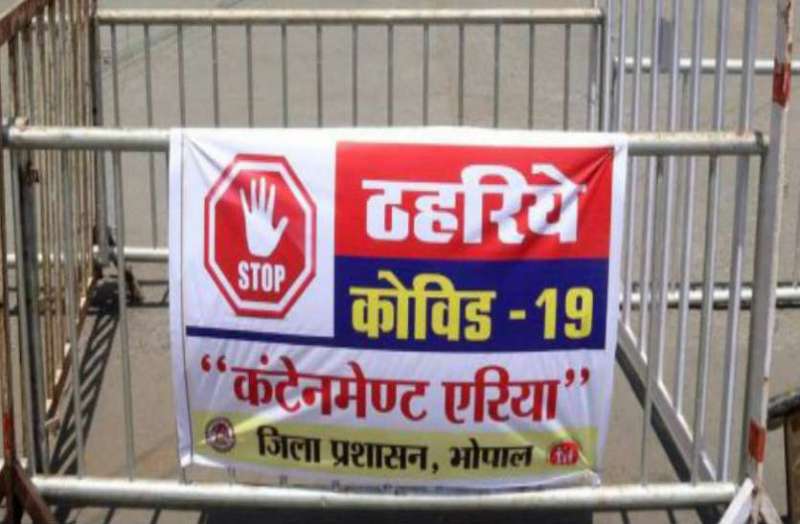 STOP
ठहरिये
कोविड - 19
“कंटेनमेण्ट एरिया”
जिला प्रशासन, भोपाल